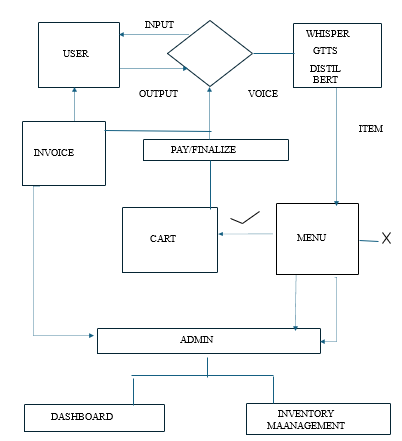 INPUT
USER
WHISPER
GTTS
DISTIL
BERT
OUTPUT
VOICE
ITEM
INVOICE
PAY/FINALIZE
CART
MENU
X
ADMIN
DASHBOARD
INVENTORY
MAANAGEMENT